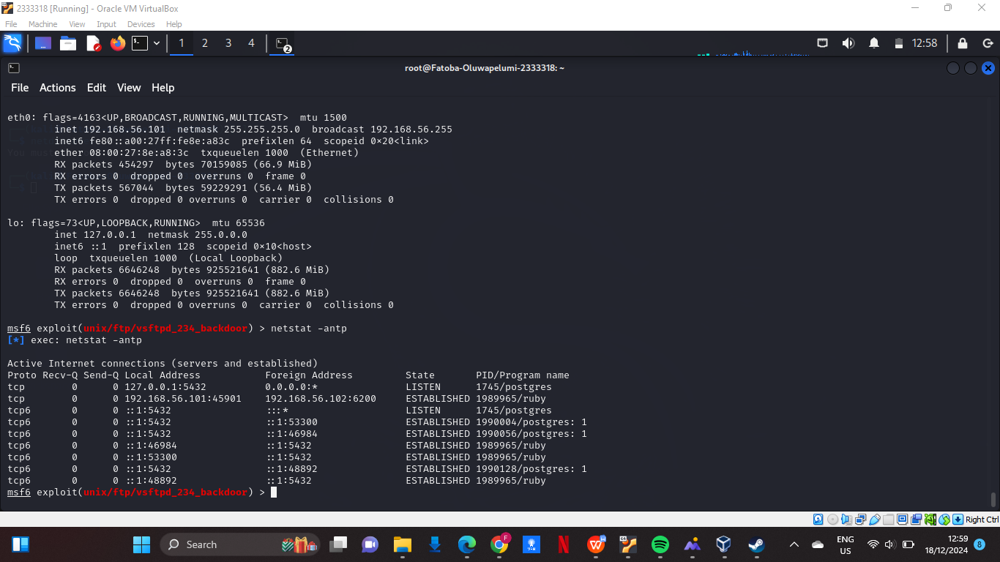 2333318 [Running] - Oracle VM VirtualBox
File Machine View Input Devices Help
1 2 3 4 2 12:58
root@Fatoba-Oluwapelumi-2333318: ~
File Actions Edit View Help
eth0: flags=4163<UP,BROADCAST,RUNNING,MULTICAST> mtu 1500
inet 192.168.56.101 netmask 255.255.255.0 broadcast 192.168.56.255
inet6 fe80::a00:27ff:fe8e:a83c prefixlen 64 scopeid 0×20<link>
ether 08:00:27:8e:a8:3c txqueuelen 1000 (Ethernet)
RX packets 454297 bytes 70159085 (66.9 MiB)
RX errors 0 dropped 0 overruns 0 frame 0
TX packets 567044 bytes 59229291 (56.4 MiB)
TX errors 0 dropped 0 overruns 0 carrier 0 collisions 0
lo: flags=73<UP,LOOPBACK,RUNNING> mtu 65536
inet 127.0.0.1 netmask 255.0.0.0
inet6 ::1 prefixlen 128 scopeid 0×10<host>
loop txqueuelen 1000 (Local Loopback)
RX packets 6646248 bytes 925521641 (882.6 MiB)
RX errors 0 dropped 0 overruns 0 frame 0
TX packets 6646248 bytes 925521641 (882.6 MiB)
TX errors 0 dropped 0 overruns 0 carrier 0 collisions 0
msf6 exploit(unix/ftp/vsftpd_234_backdoor) > netstat -antp
[*] exec: netstat -antp
Active Internet connections (servers and established)
Proto Recv-Q Send-Q Local Address Foreign Address State PID/Program name
tcp 0 0 127.0.0.1:5432 0.0.0.0:* LISTEN 1745/postgres
tcp 0 0 192.168.56.101:45901 192.168.56.102:6200 ESTABLISHED 1989965/ruby
tcp6 0 0 ::1:5432 :::* LISTEN 1745/postgres
tcp6 0 0 ::1:5432 ::1:53300 ESTABLISHED 1990004/postgres: 1
tcp6 0 0 ::1:5432 ::1:46984 ESTABLISHED 1990056/postgres: 1
tcp6 0 0 ::1:46984 ::1:5432 ESTABLISHED 1989965/ruby
tcp6 0 0 ::1:53300 ::1:5432 ESTABLISHED 1989965/ruby
tcp6 0 0 ::1:5432 ::1:48892 ESTABLISHED 1990128/postgres: 1
tcp6 0 0 ::1:48892 ::1:5432 ESTABLISHED 1989965/ruby
msf6 exploit(unix/ftp/vsftpd_234_backdoor) >
Right Ctrl
Search
ENG
US
12:59
18/12/2024
8